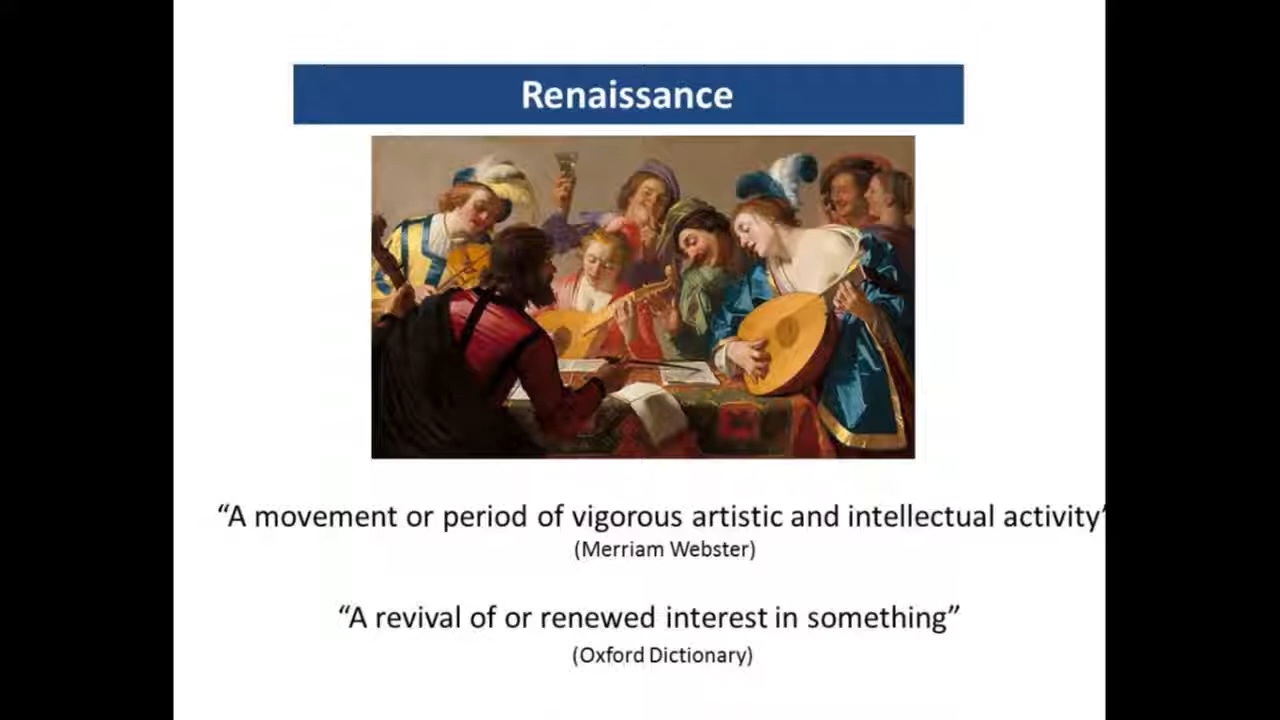 Renaissance
“A movement or period of vigorous artistic and intellectual activity”
(Merriam Webster)
“A revival of or renewed interest in something”
(Oxford Dictionary)